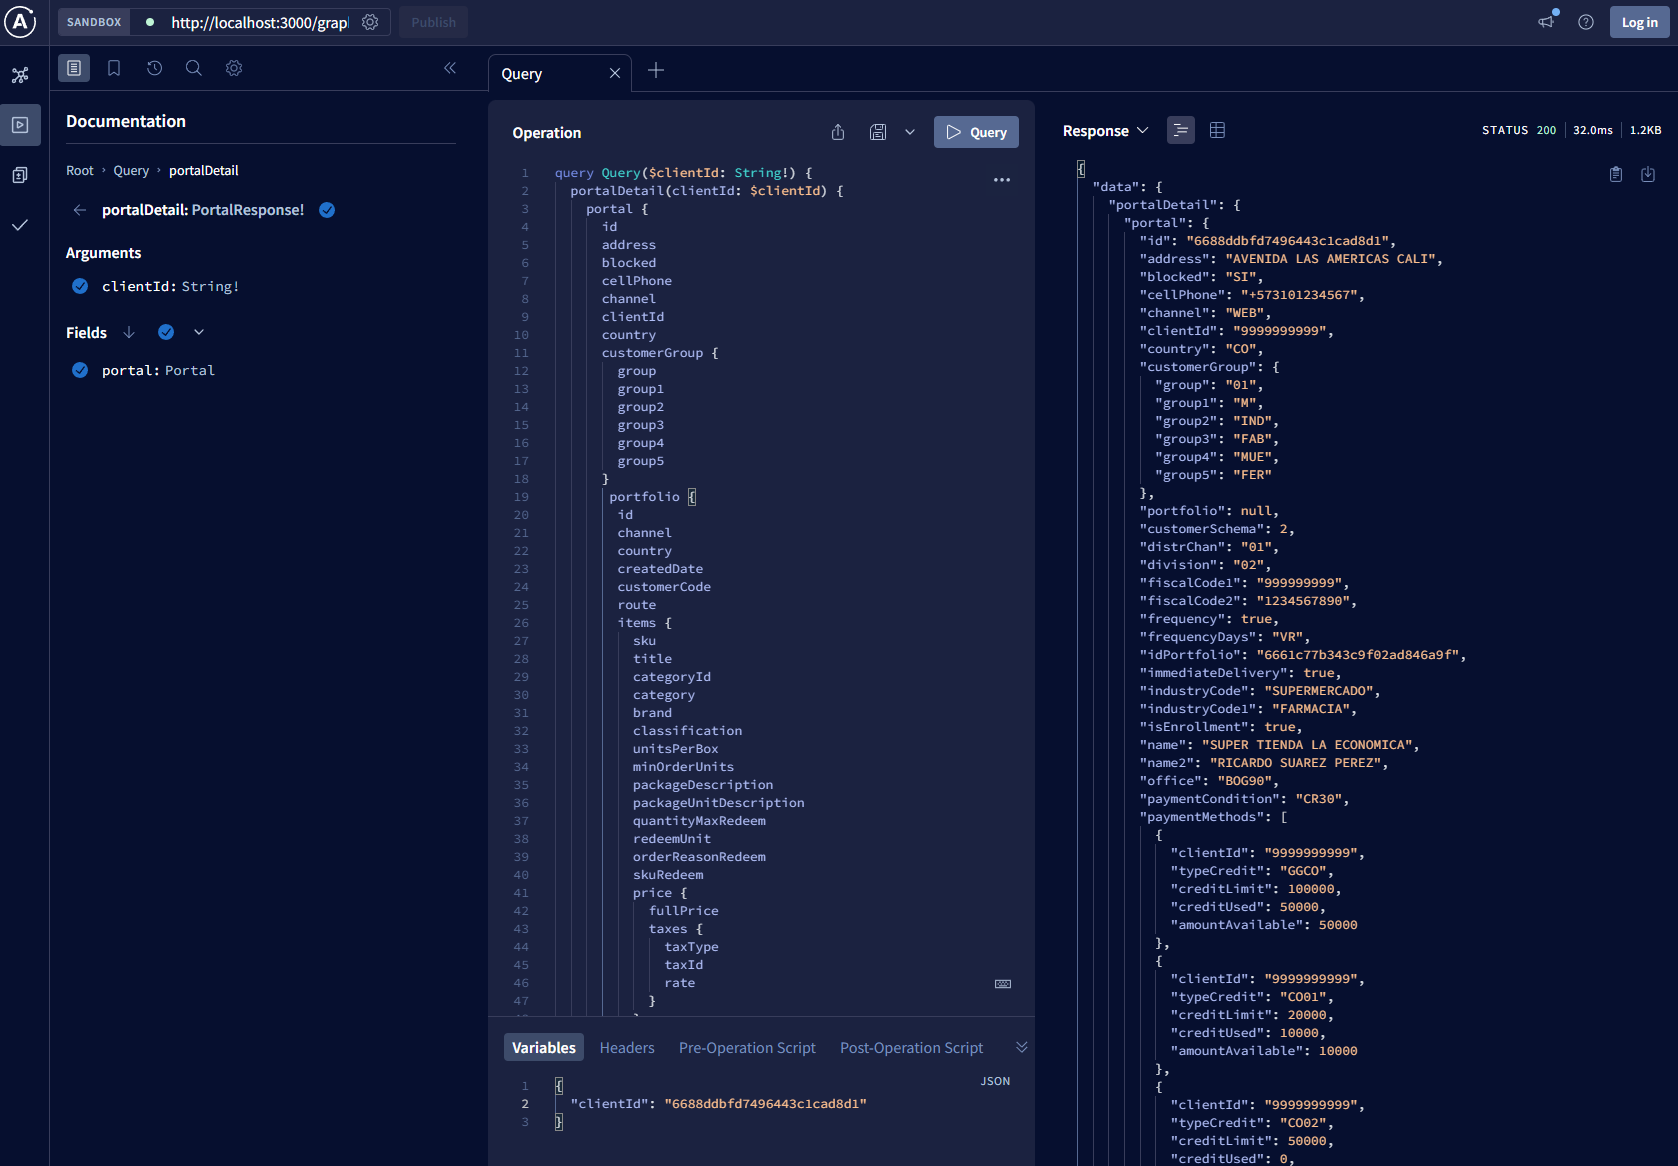 SANDBOX
http://localhost:3000/grap
Publish
Log in
Documentation
Root › Query › portalDetail
portalDetail: PortalResponse!
Arguments
clientId: String!
Fields
portal: Portal
Query
Operation
Query
1 query Query($clientId: String!) {
2 portalDetail(clientId: $clientId) {
3 portal {
4 id
5 address
6 blocked
7 cellPhone
8 channel
9 clientId
10 country
11 customerGroup {
12 group
13 group1
14 group2
15 group3
16 group4
17 group5
18 }
19 portfolio {
20 id
21 channel
22 country
23 createdDate
24 customerCode
25 route
26 items {
27 sku
28 title
29 categoryId
30 category
31 brand
32 classification
33 unitsPerBox
34 minOrderUnits
35 packageDescription
36 packageUnitDescription
37 quantityMaxRedeem
38 redeemUnit
39 orderReasonRedeem
40 skuRedeem
41 price {
42 fullPrice
43 taxes {
44 taxType
45 taxId
46 rate
47 }
Variables Headers Pre-Operation Script Post-Operation Script
JSON
1 {
2 "clientId": "6688ddbfd7496443c1cad8d1"
3 }
Response
STATUS 200 32.0ms 1.2KB
{
"data": {
"portalDetail": {
"portal": {
"id": "6688ddbfd7496443c1cad8d1",
"address": "AVENIDA LAS AMERICAS CALI",
"blocked": "SI",
"cellPhone": "+573101234567",
"channel": "WEB",
"clientId": "9999999999",
"country": "CO",
"customerGroup": {
"group": "01",
"group1": "M",
"group2": "IND",
"group3": "FAB",
"group4": "MUE",
"group5": "FER"
},
"portfolio": null,
"customerSchema": 2,
"distrChan": "01",
"division": "02",
"fiscalCode1": "999999999",
"fiscalCode2": "1234567890",
"frequency": true,
"frequencyDays": "VR",
"idPortfolio": "6661c77b343c9f02ad846a9f",
"immediateDelivery": true,
"industryCode": "SUPERMERCADO",
"industryCode1": "FARMACIA",
"isEnrollment": true,
"name": "SUPER TIENDA LA ECONOMICA",
"name2": "RICARDO SUAREZ PEREZ",
"office": "BOG90",
"paymentCondition": "CR30",
"paymentMethods": [
{
"clientId": "9999999999",
"typeCredit": "GGCO",
"creditLimit": 100000,
"creditUsed": 50000,
"amountAvailable": 50000
},
{
"clientId": "9999999999",
"typeCredit": "CO01",
"creditLimit": 20000,
"creditUsed": 10000,
"amountAvailable": 10000
},
{
"clientId": "9999999999",
"typeCredit": "CO02",
"creditLimit": 50000,
"creditUsed": 0,